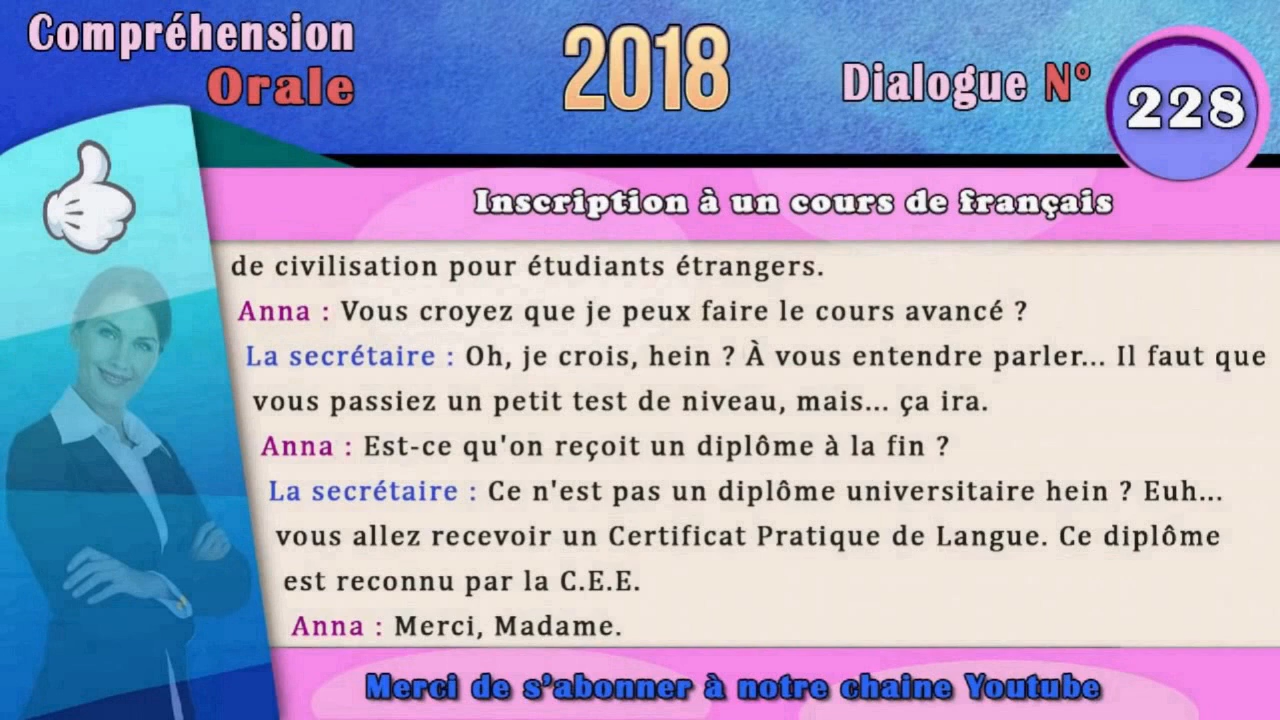 Compréhension
Orale
2018
Dialogue N°
228
Inscription à un cours de français
de civilisation pour étudiants étrangers.
Anna : Vous croyez que je peux faire le cours avancé ?
La secrétaire : Oh, je crois, hein ? À vous entendre parler... Il faut que
vous passiez un petit test de niveau, mais... ça ira.
Anna : Est-ce qu'on reçoit un diplôme à la fin ?
La secrétaire : Ce n'est pas un diplôme universitaire hein ? Euh...
vous allez recevoir un Certificat Pratique de Langue. Ce diplôme
est reconnu par la C.E.E.
Anna : Merci, Madame.
Merci de s'abonner à notre chaine Youtube